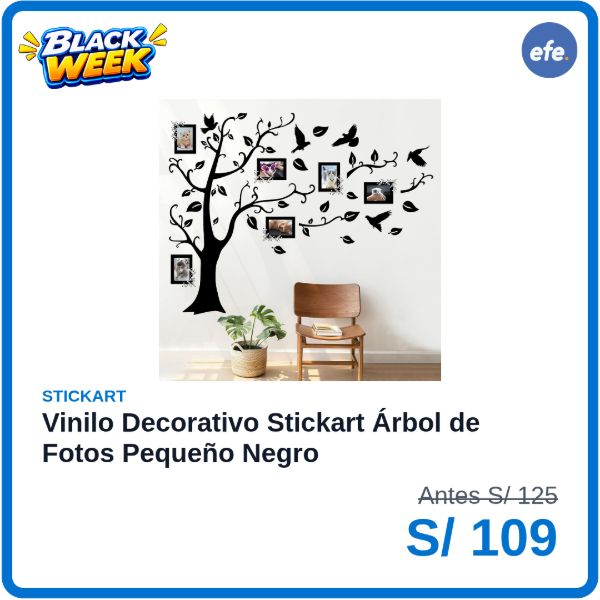 BLACK
WEEK
efe.
STICKART
Vinilo Decorativo Stickart Árbol de
Fotos Pequeño Negro
Antes S/ 125
S/ 109